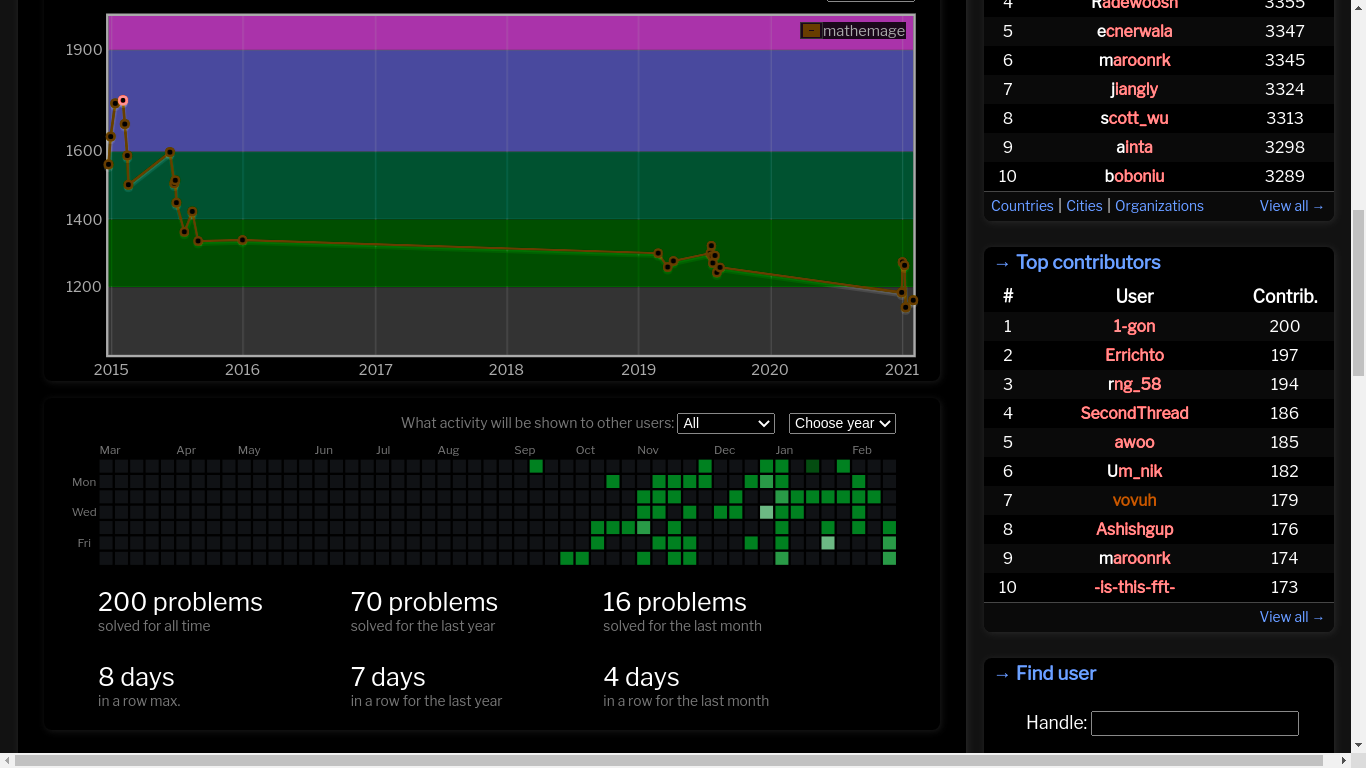 mathemage
1900
1600
1400
1200
2015 2016 2017 2018 2019 2020 2021
What activity will be shown to other users: All Choose year
Mar Apr May Jun Jul Aug Sep Oct Nov Dec Jan Feb
Mon
Wed
Fri
200 problems
solved for all time
70 problems
solved for the last year
16 problems
solved for the last month
8 days
in a row max.
7 days
in a row for the last year
4 days
in a row for the last month
4 Radewoosh 3355
5 ecnerwala 3347
6 maroonrk 3345
7 jiangly 3324
8 scott_wu 3313
9 ainta 3298
10 boboniu 3289
Countries | Cities | Organizations View all →
→ Top contributors
# User Contrib.
1 1-gon 200
2 Errichto 197
3 rng_58 194
4 SecondThread 186
5 awoo 185
6 Um_nik 182
7 vovuh 179
8 Ashishgup 176
9 maroonrk 174
10 -is-this-fft- 173
View all →
→ Find user
Handle: